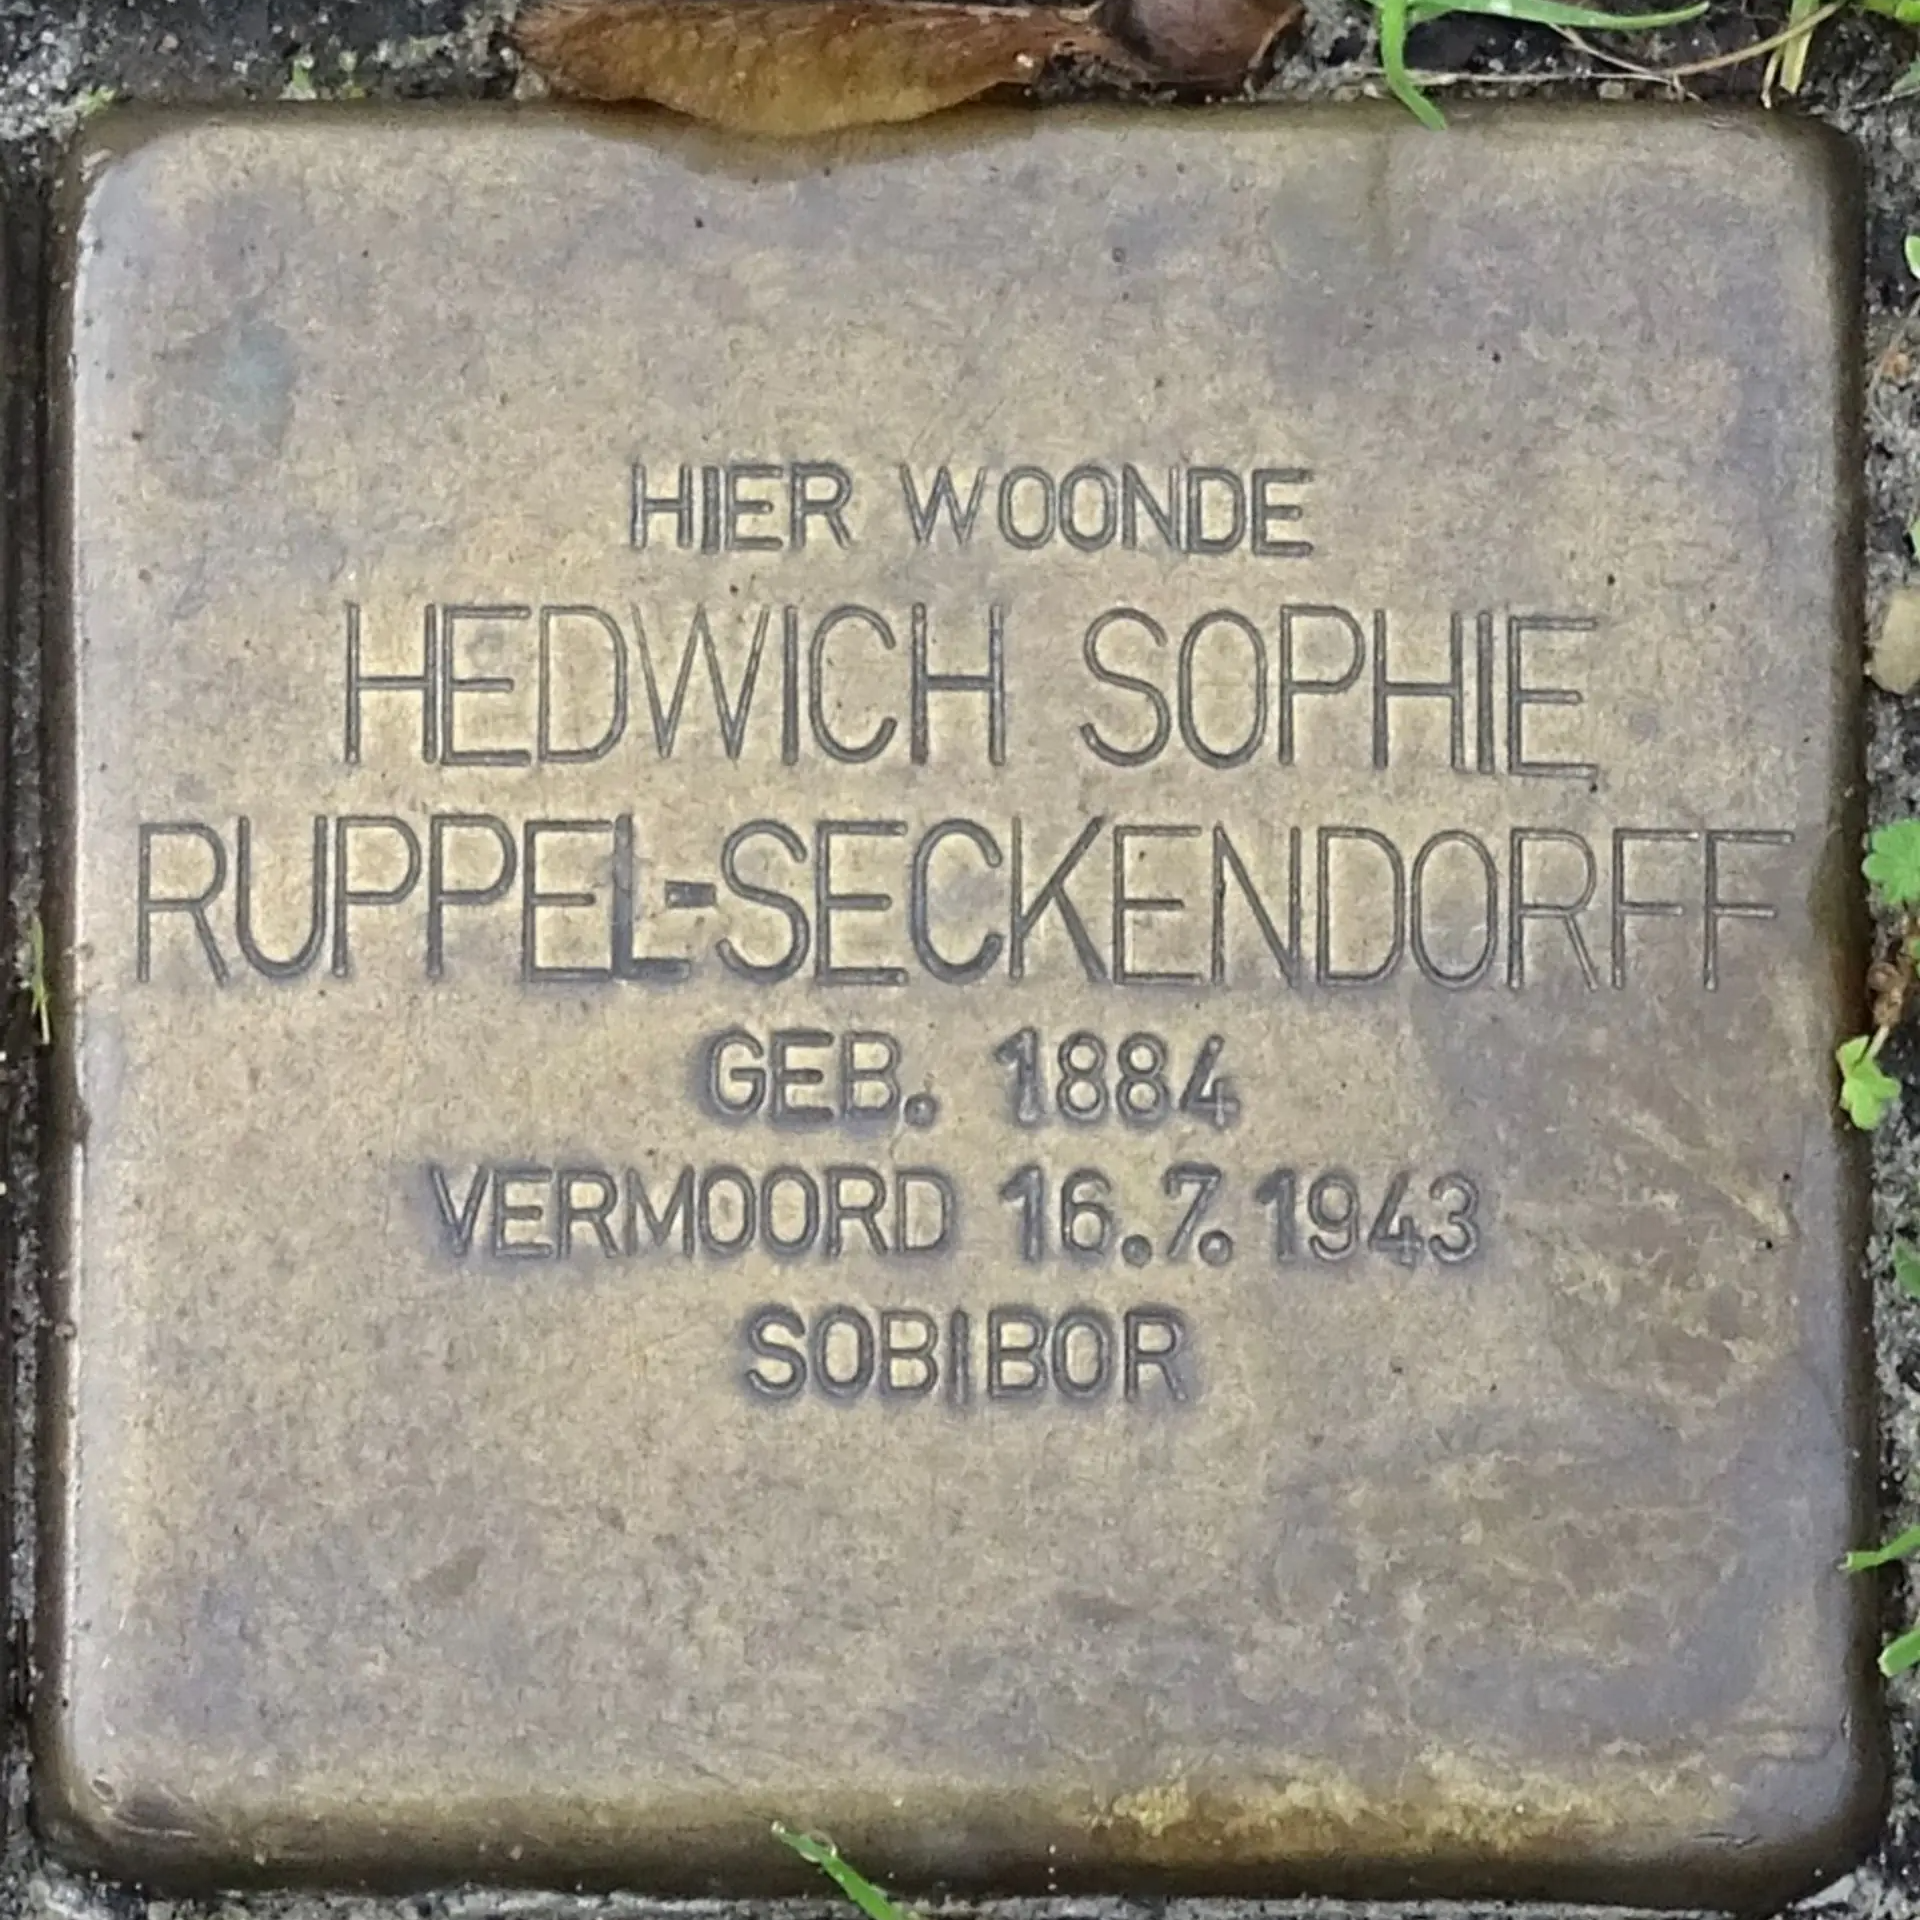 HIER WOONDE
HEDWICH SOPHIE
RUPPEL-SECKENDORFF
GEB. 1884
VERMOORD 16.7.1943
SOBIBOR